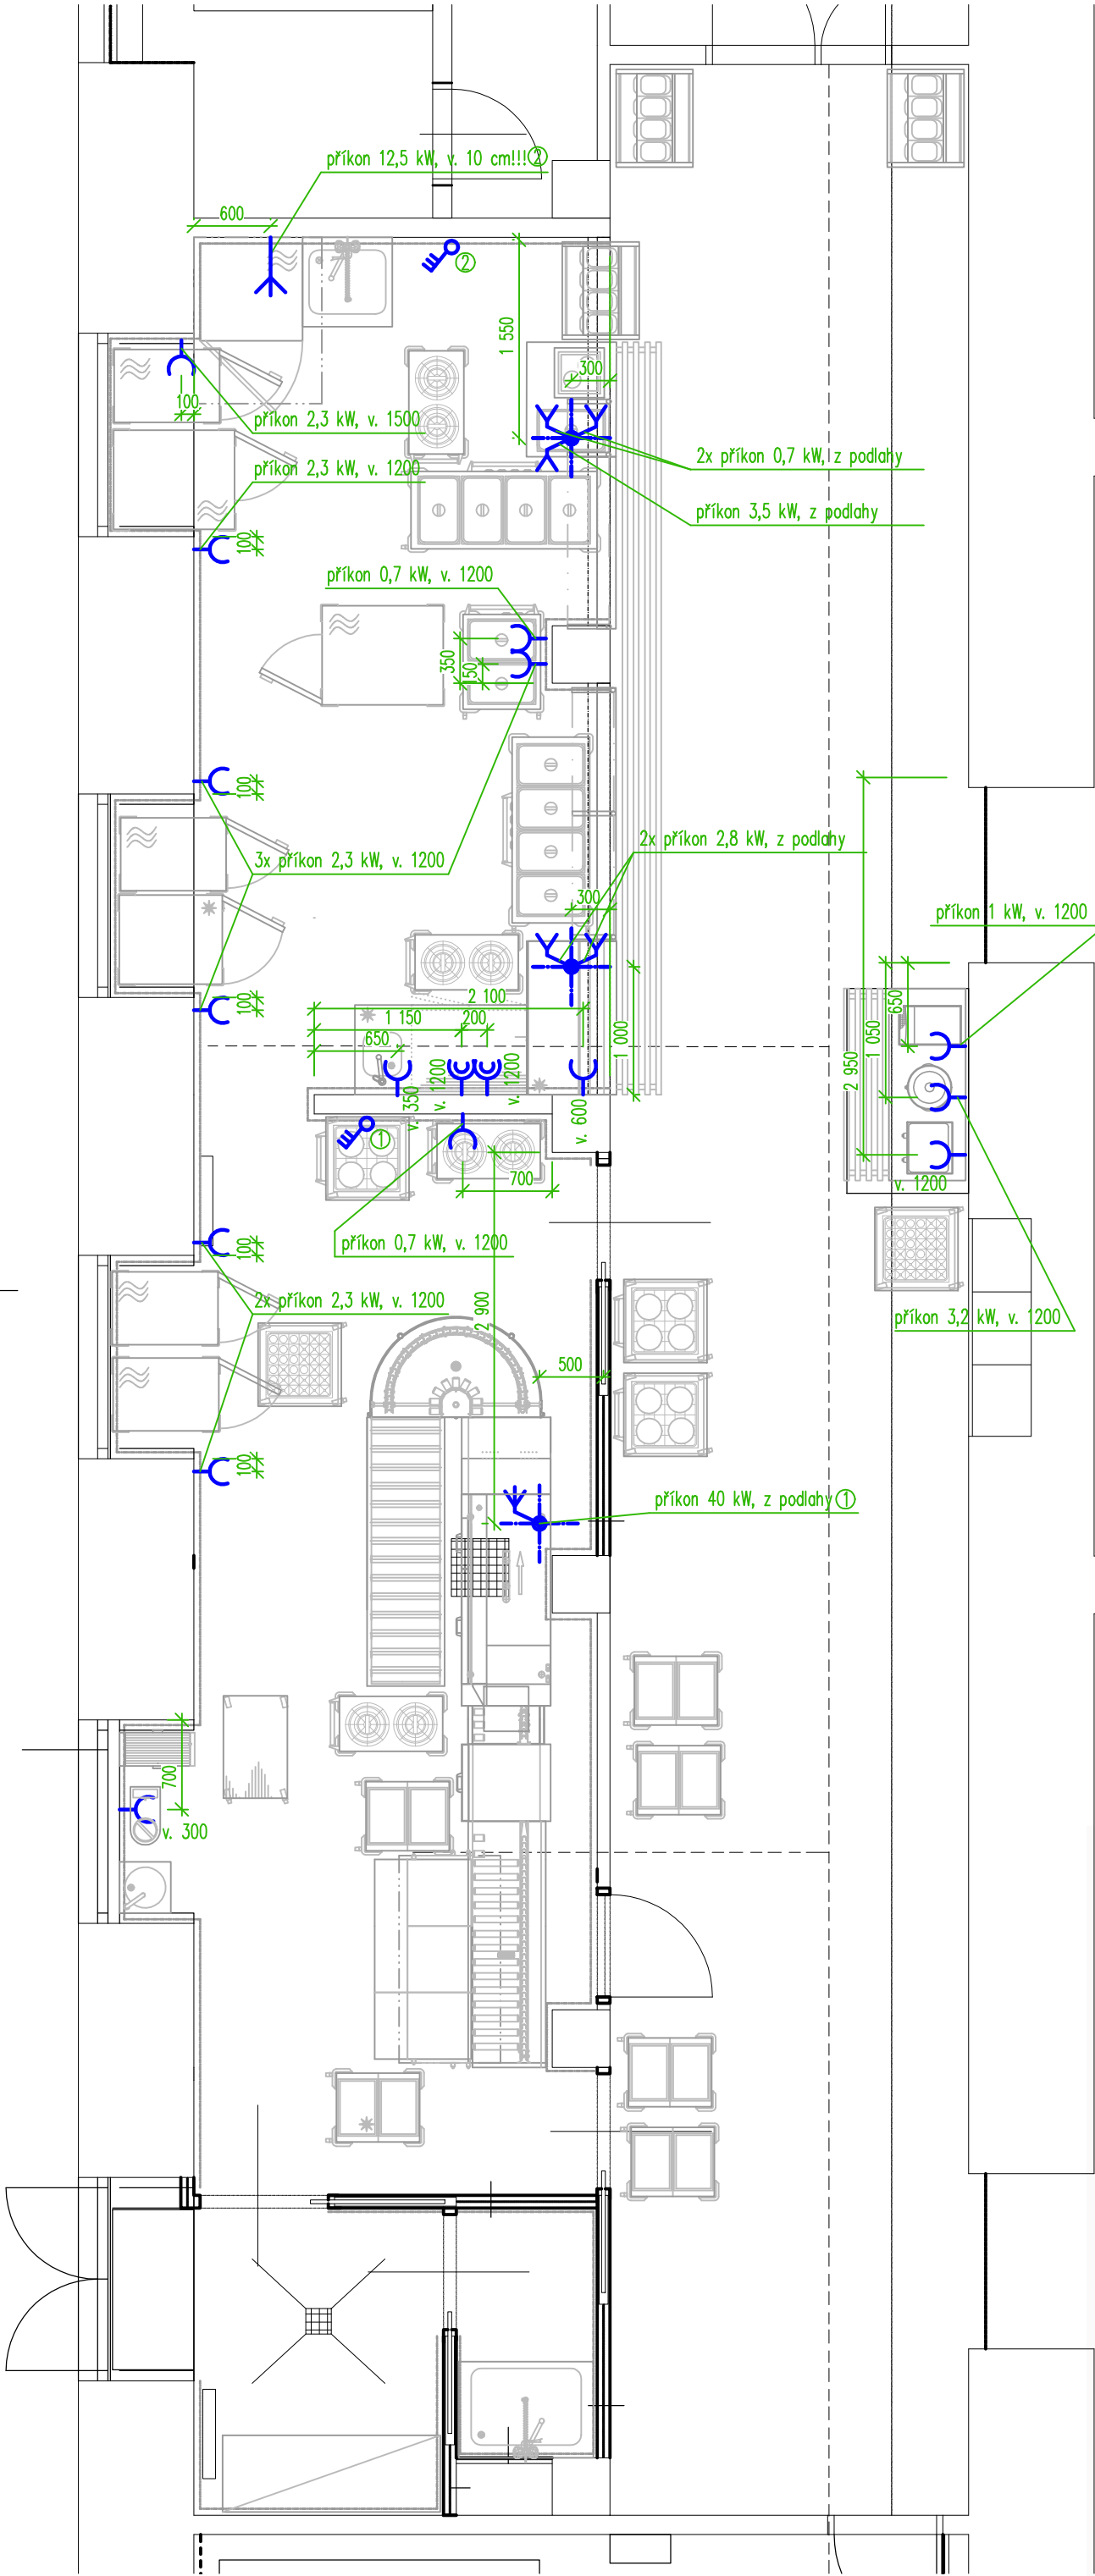 příkon 12,5 kW, v. 10 cm!!! 2
600
2
1 550
300
100
příkon 2,3 kW, v. 1500
2x příkon 0,7 kW, z podlahy
příkon 2,3 kW, v. 1200
příkon 3,5 kW, z podlahy
100
příkon 0,7 kW, v. 1200
350
150
100
2x příkon 2,8 kW, z podlahy
3x příkon 2,3 kW, v. 1200
300
příkon 1 kW, v. 1200
2 100
100
1 150
200
650
1 000
650
1 050
2 950
v. 350
v. 1200
v. 1200
v. 600
1
700
v. 1200
příkon 0,7 kW, v. 1200
100
2x příkon 2,3 kW, v. 1200
2 900
příkon 3,2 kW, v. 1200
500
100
příkon 40 kW, z podlahy 1
700
v. 300